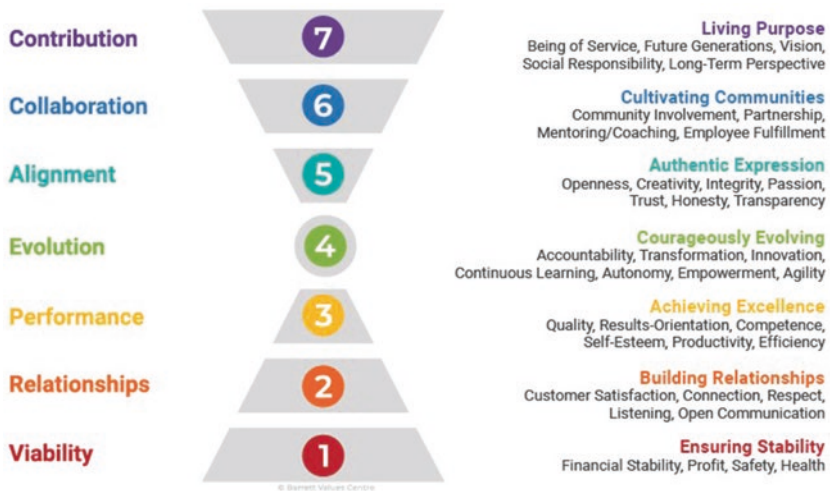 Contribution
7
Living Purpose
Being of Service, Future Generations, Vision,
Social Responsibility, Long-Term Perspective
Collaboration
6
Cultivating Communities
Community Involvement, Partnership,
Mentoring/Coaching, Employee Fulfillment
Alignment
5
Authentic Expression
Openness, Creativity, Integrity, Passion,
Trust, Honesty, Transparency
Evolution
4
Courageously Evolving
Accountability, Transformation, Innovation,
Continuous Learning, Autonomy, Empowerment, Agility
Performance
3
Achieving Excellence
Quality, Results-Orientation, Competence,
Self-Esteem, Productivity, Efficiency
Relationships
2
Building Relationships
Customer Satisfaction, Connection, Respect,
Listening, Open Communication
Viability
1
Ensuring Stability
Financial Stability, Profit, Safety, Health
© Barrett Values Centre